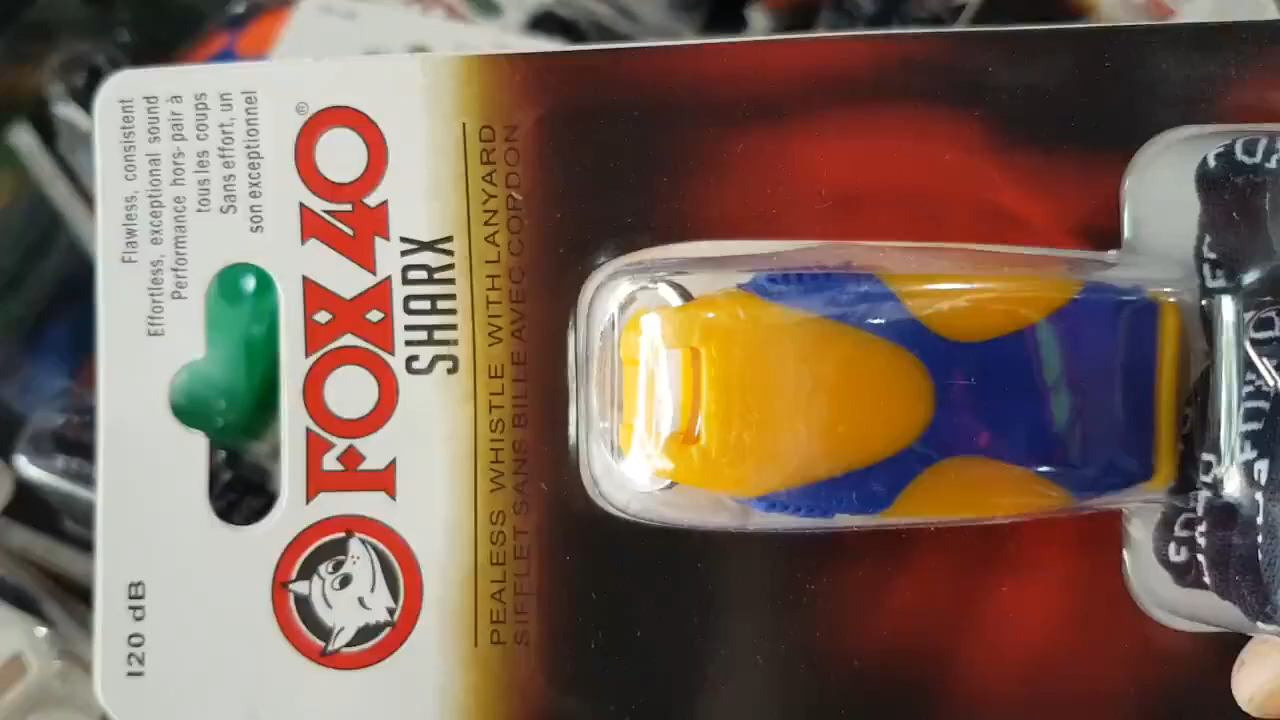 120 dB
Flawless, consistent
Effortless, exceptional sound
Performance hors-pair à
tous les coups
Sans effort, un
son exceptionnel
FOX 40®
SHARX
PEALESS WHISTLE WITH LANYARD
SIFFLET SANS BILLE AVEC CORDON